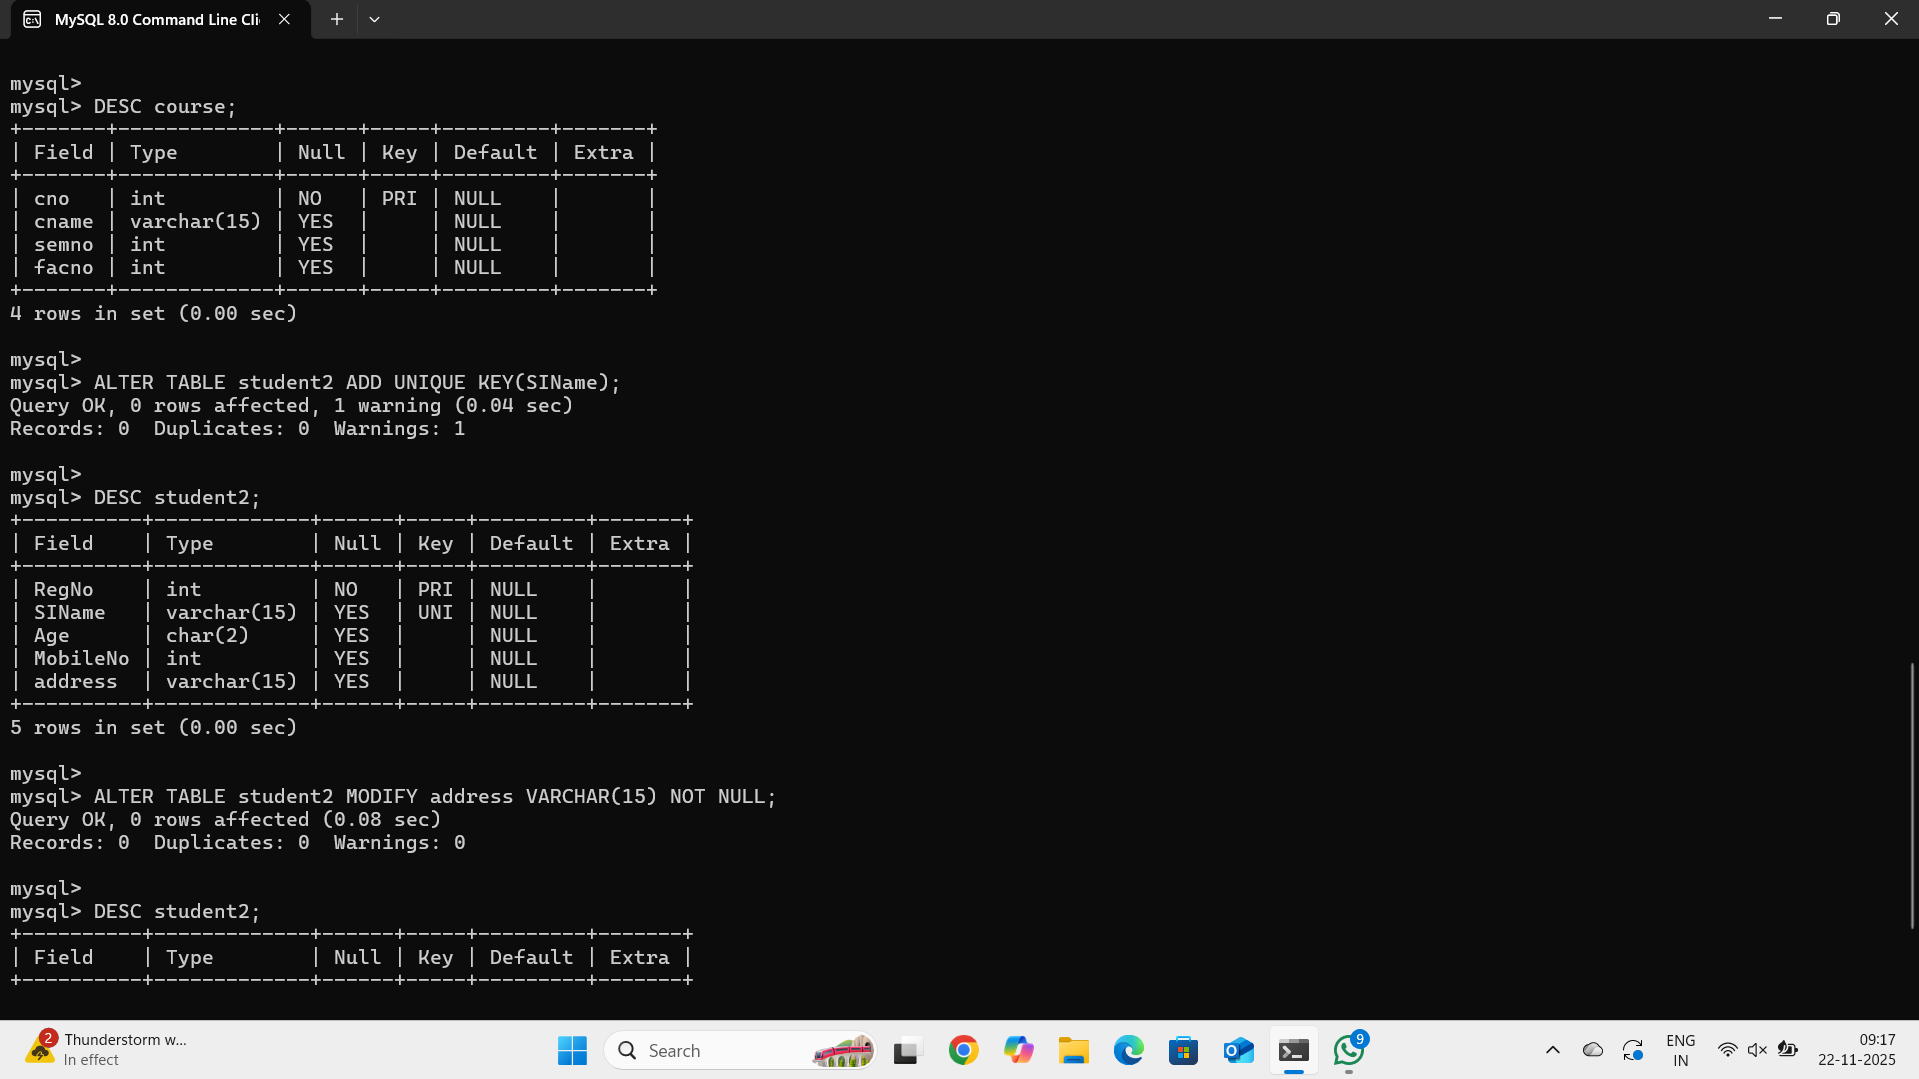 MySQL 8.0 Command Line Cli
mysql>
mysql> DESC course;
+-------+-------------+------+-----+---------+-------+
| Field | Type        | Null | Key | Default | Extra |
+-------+-------------+------+-----+---------+-------+
| cno   | int         | NO   | PRI | NULL    |       |
| cname | varchar(15) | YES  |     | NULL    |       |
| semno | int         | YES  |     | NULL    |       |
| facno | int         | YES  |     | NULL    |       |
+-------+-------------+------+-----+---------+-------+
4 rows in set (0.00 sec)
mysql>
mysql> ALTER TABLE student2 ADD UNIQUE KEY(SIName);
Query OK, 0 rows affected, 1 warning (0.04 sec)
Records: 0  Duplicates: 0  Warnings: 1
mysql>
mysql> DESC student2;
+----------+-------------+------+-----+---------+-------+
| Field    | Type        | Null | Key | Default | Extra |
+----------+-------------+------+-----+---------+-------+
| RegNo    | int         | NO   | PRI | NULL    |       |
| SIName   | varchar(15) | YES  | UNI | NULL    |       |
| Age      | char(2)     | YES  |     | NULL    |       |
| MobileNo | int         | YES  |     | NULL    |       |
| address  | varchar(15) | YES  |     | NULL    |       |
+----------+-------------+------+-----+---------+-------+
5 rows in set (0.00 sec)
mysql>
mysql> ALTER TABLE student2 MODIFY address VARCHAR(15) NOT NULL;
Query OK, 0 rows affected (0.08 sec)
Records: 0  Duplicates: 0  Warnings: 0
mysql>
mysql> DESC student2;
+----------+-------------+------+-----+---------+-------+
| Field    | Type        | Null | Key | Default | Extra |
+----------+-------------+------+-----+---------+-------+
2
Thunderstorm w...
In effect
Search
9
ENG
IN
09:17
22-11-2025